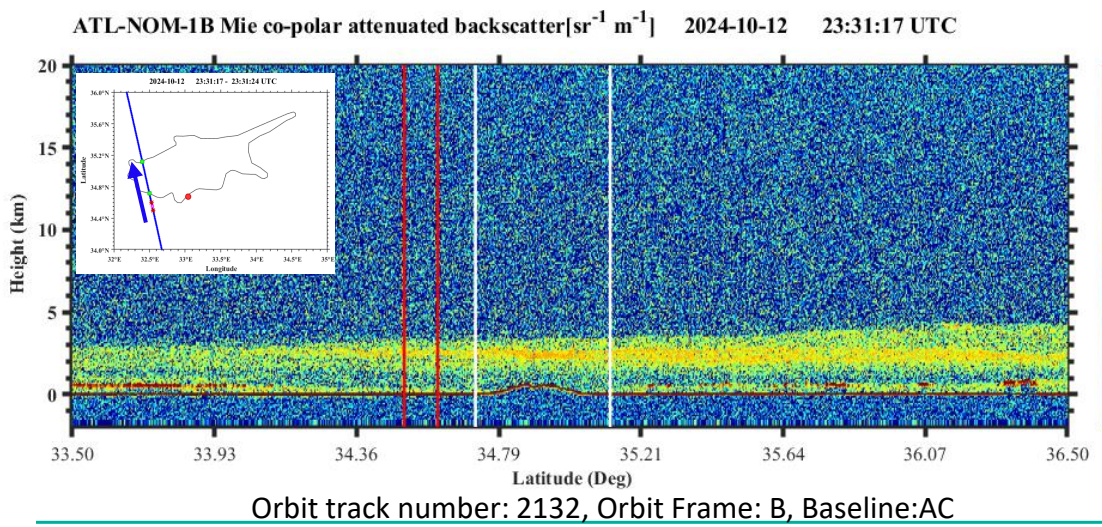 ATL-NOM-1B Mie co-polar attenuated backscatter[sr-1 m-1] 2024-10-12 23:31:17 UTC
20
15
10
5
0
Height (km)
2024-10-12 23:31:17 - 23:31:24 UTC
36.0°N
35.6°N
35.2°N
34.8°N
34.4°N
34.0°N
Latitude
32°E 32.5°E 33°E 33.5°E 34°E 34.5°E 35°E
Longitude
33.50 33.93 34.36 34.79 35.21 35.64 36.07 36.50
Latitude (Deg)
Orbit track number: 2132, Orbit Frame: B, Baseline:AC